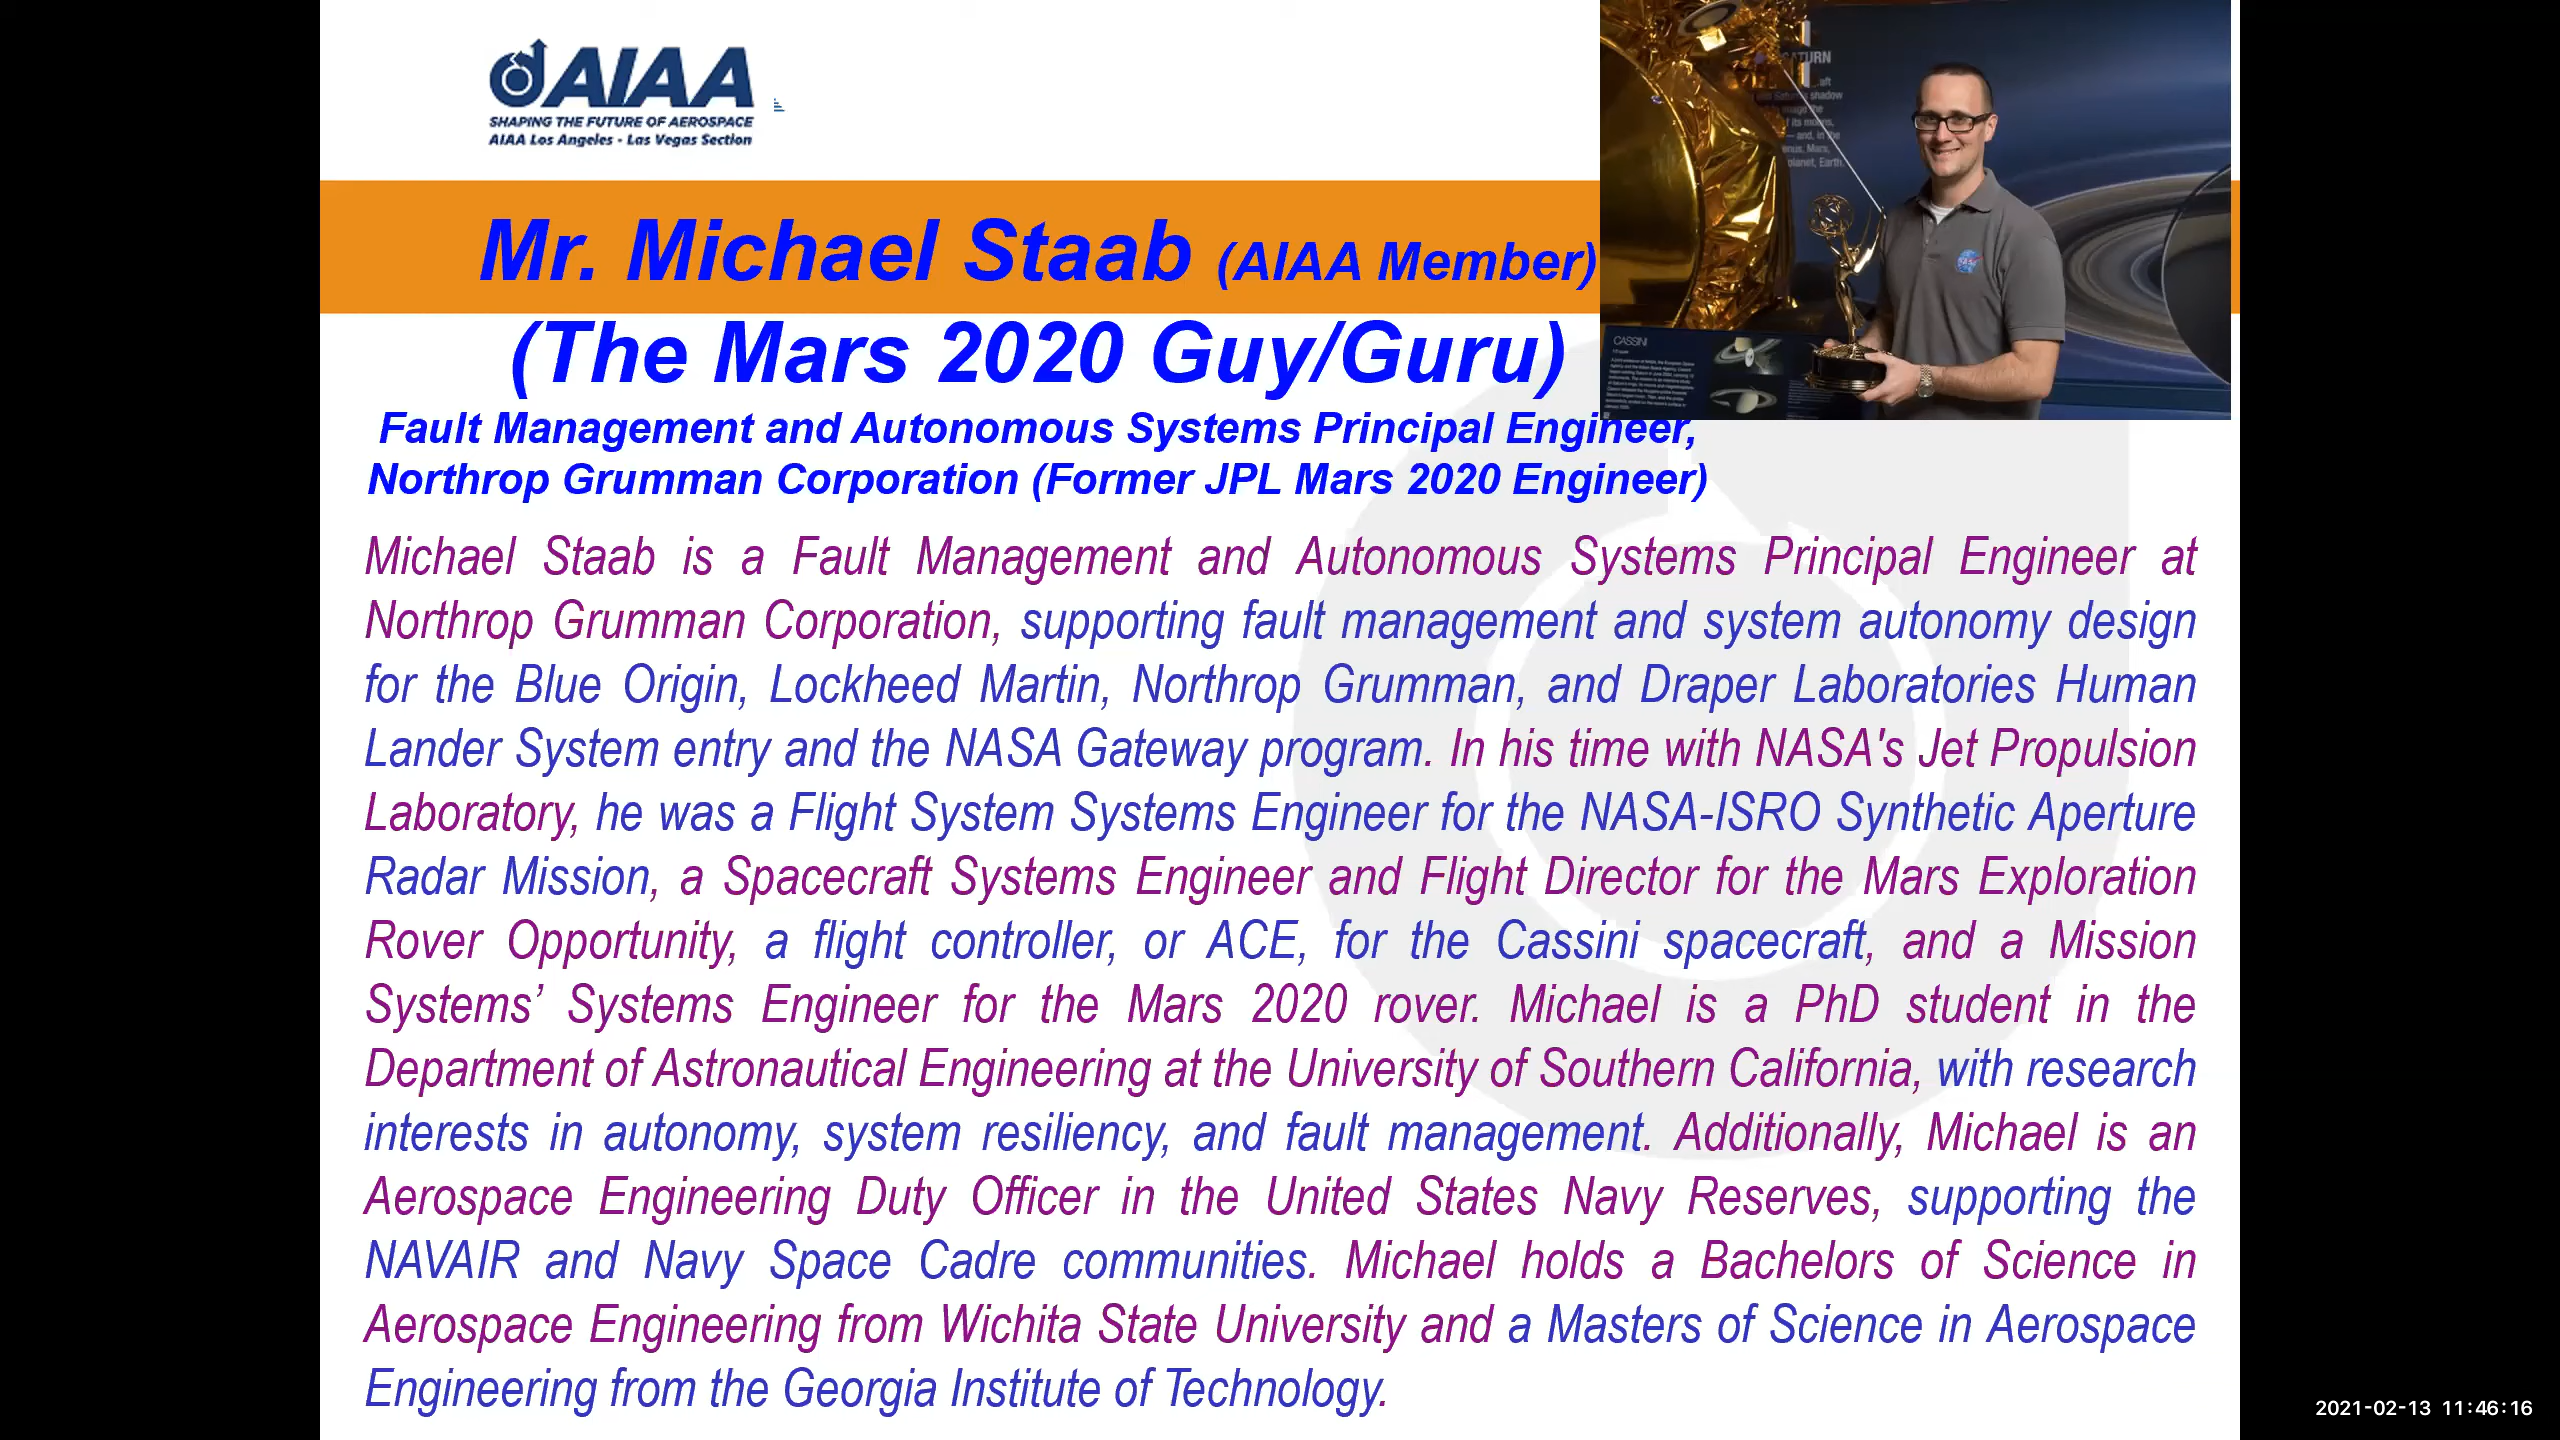 AIAA
SHAPING THE FUTURE OF AEROSPACE
AIAA Los Angeles - Las Vegas Section
SATURN
shadow
Mr. Michael Staab (AIAA Member)
NASA
(The Mars 2020 Guy/Guru)
CASSINI
Fault Management and Autonomous Systems Principal Engineer,
Northrop Grumman Corporation (Former JPL Mars 2020 Engineer)
Michael Staab is a Fault Management and Autonomous Systems Principal Engineer at
Northrop Grumman Corporation, supporting fault management and system autonomy design
for the Blue Origin, Lockheed Martin, Northrop Grumman, and Draper Laboratories Human
Lander System entry and the NASA Gateway program. In his time with NASA's Jet Propulsion
Laboratory, he was a Flight System Systems Engineer for the NASA-ISRO Synthetic Aperture
Radar Mission, a Spacecraft Systems Engineer and Flight Director for the Mars Exploration
Rover Opportunity, a flight controller, or ACE, for the Cassini spacecraft, and a Mission
Systems’ Systems Engineer for the Mars 2020 rover. Michael is a PhD student in the
Department of Astronautical Engineering at the University of Southern California, with research
interests in autonomy, system resiliency, and fault management. Additionally, Michael is an
Aerospace Engineering Duty Officer in the United States Navy Reserves, supporting the
NAVAIR and Navy Space Cadre communities. Michael holds a Bachelors of Science in
Aerospace Engineering from Wichita State University and a Masters of Science in Aerospace
Engineering from the Georgia Institute of Technology.
2021-02-13 11:46:16